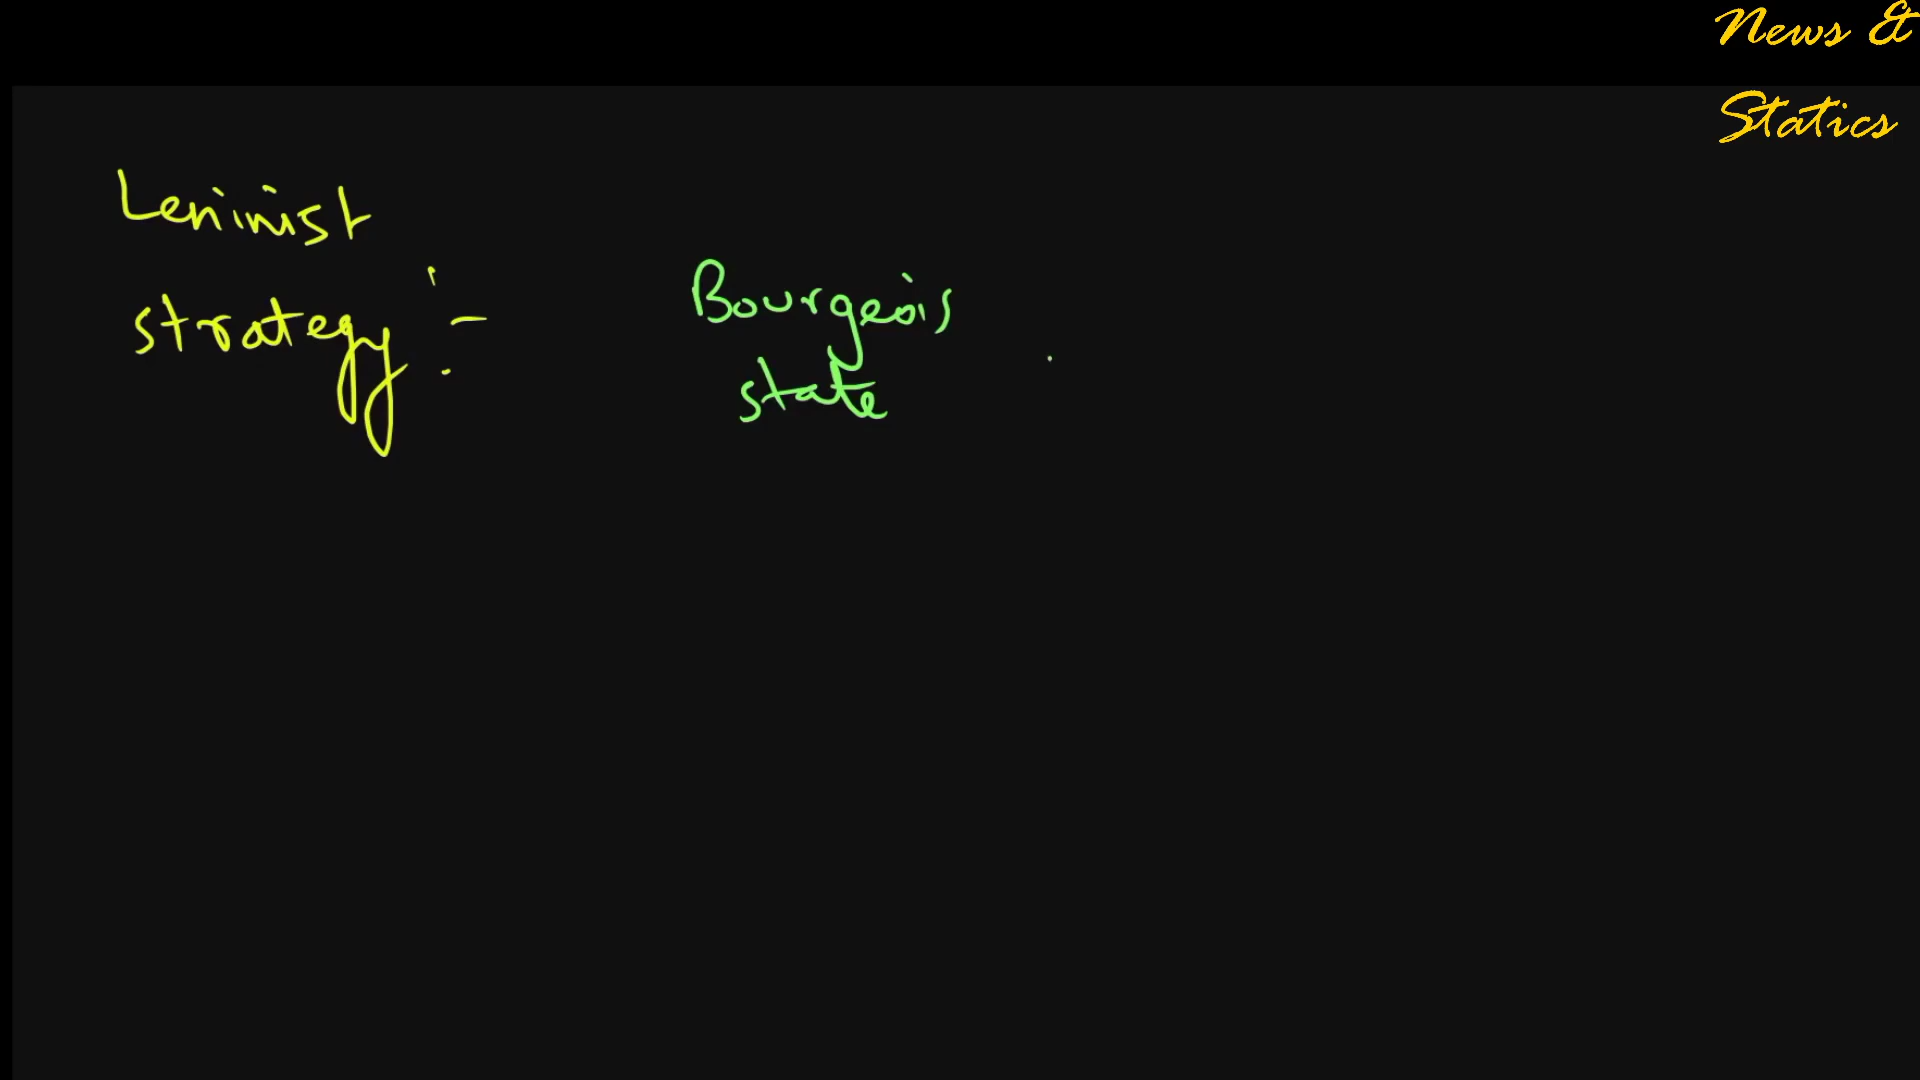 News &
Statics
Leninist
strategy :-
Bourgeois
state